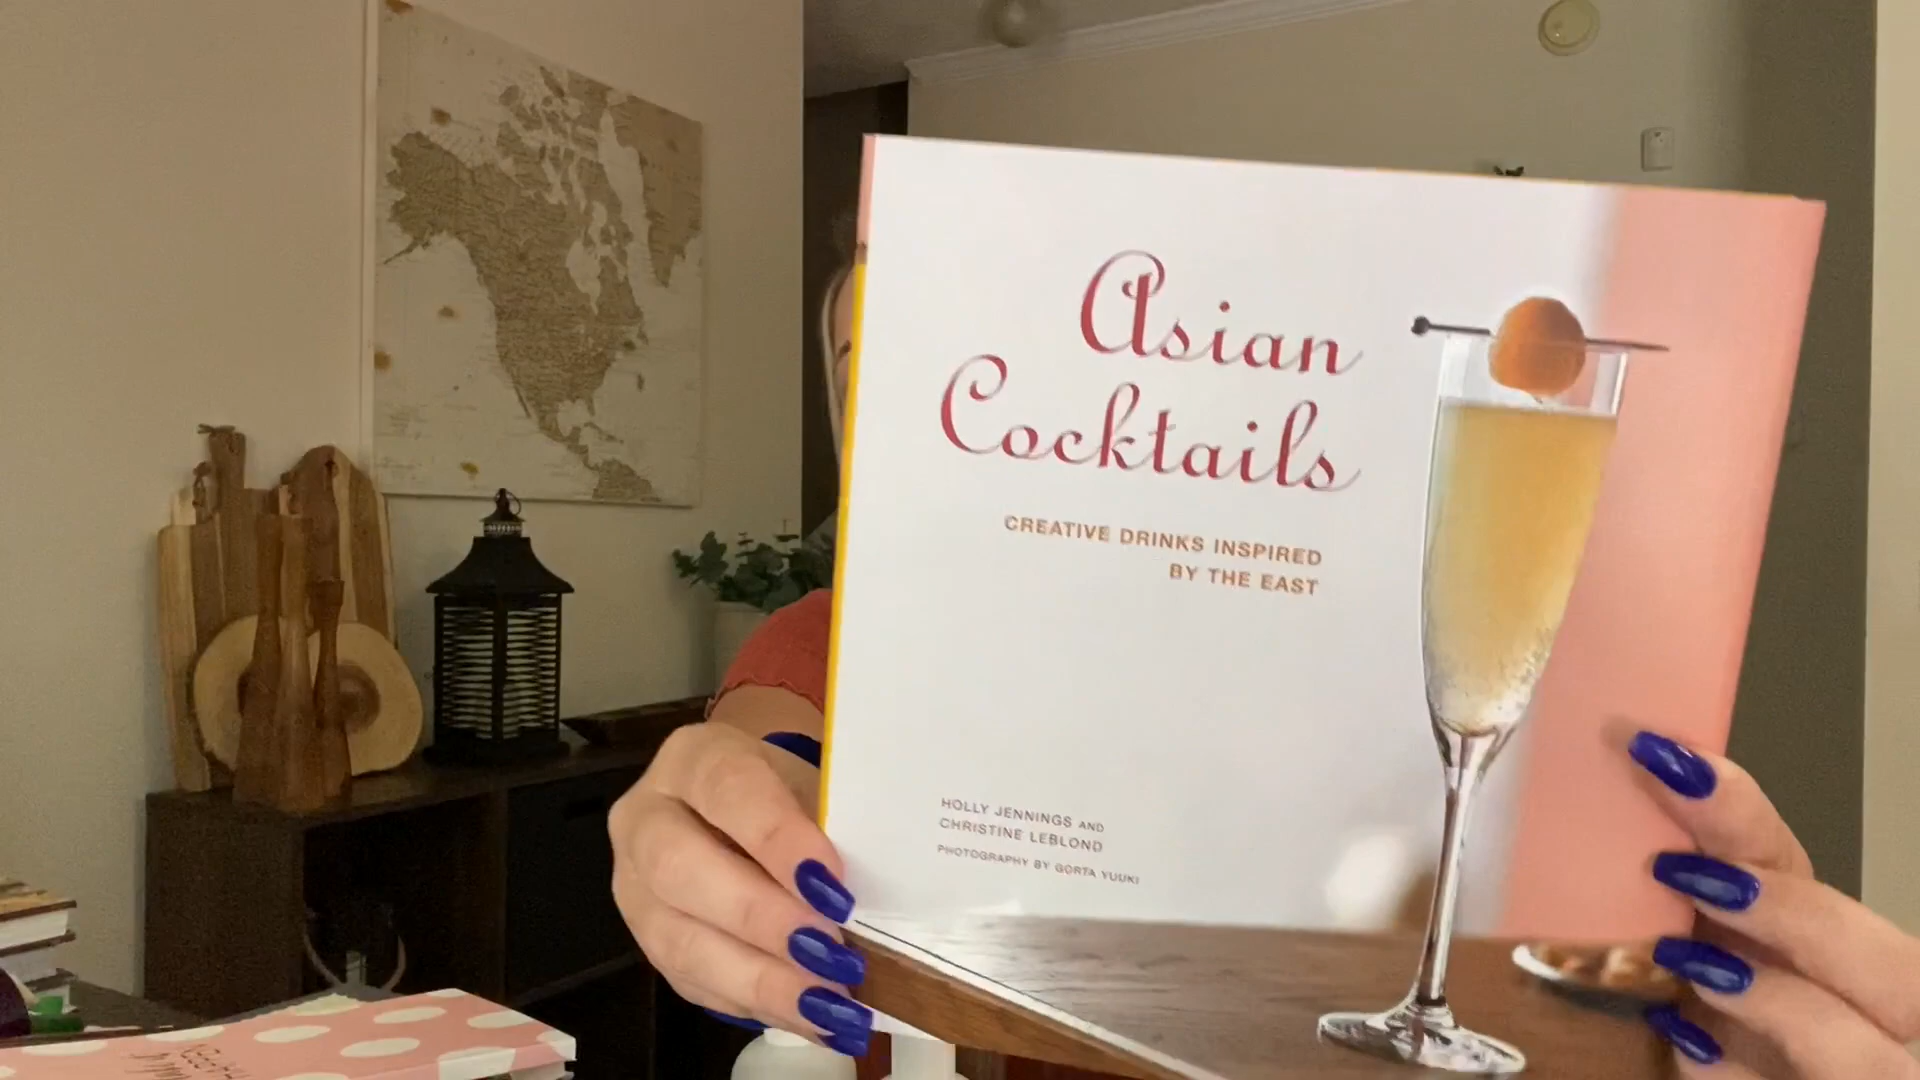 Asian
Cocktails
CREATIVE DRINKS INSPIRED
BY THE EAST
HOLLY JENNINGS AND
CHRISTINE LEBLOND
PHOTOGRAPHY BY GORTA YUUKI